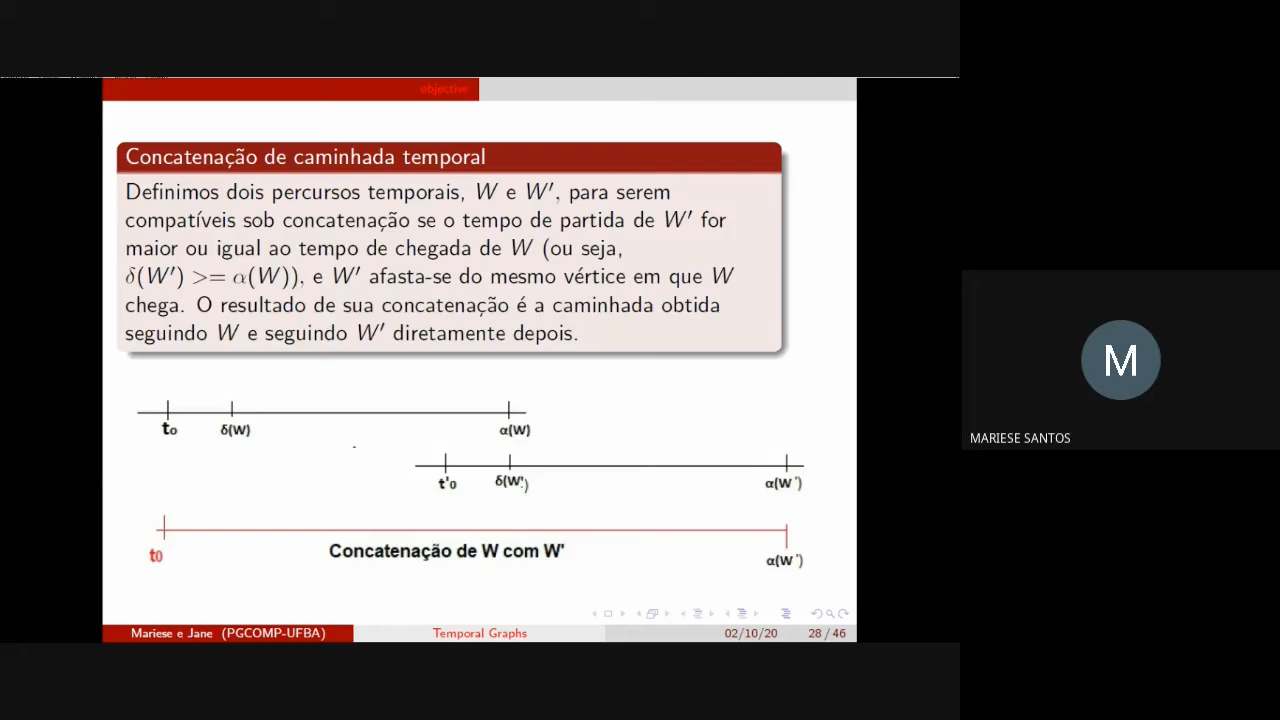 objective
Concatenação de caminhada temporal
Definimos dois percursos temporais, W e W′, para serem
compatíveis sob concatenação se o tempo de partida de W′ for
maior ou igual ao tempo de chegada de W (ou seja,
δ(W′) >= α(W)), e W′ afasta-se do mesmo vértice em que W
chega. O resultado de sua concatenação é a caminhada obtida
seguindo W e seguindo W′ diretamente depois.
t₀ δ(W) α(W)
t'₀ δ(W') α(W')
Concatenação de W com W'
t0 α(W')
Mariese e Jane (PGCOMP-UFBA) Temporal Graphs 02/10/20 28 / 46
M
MARIESE SANTOS